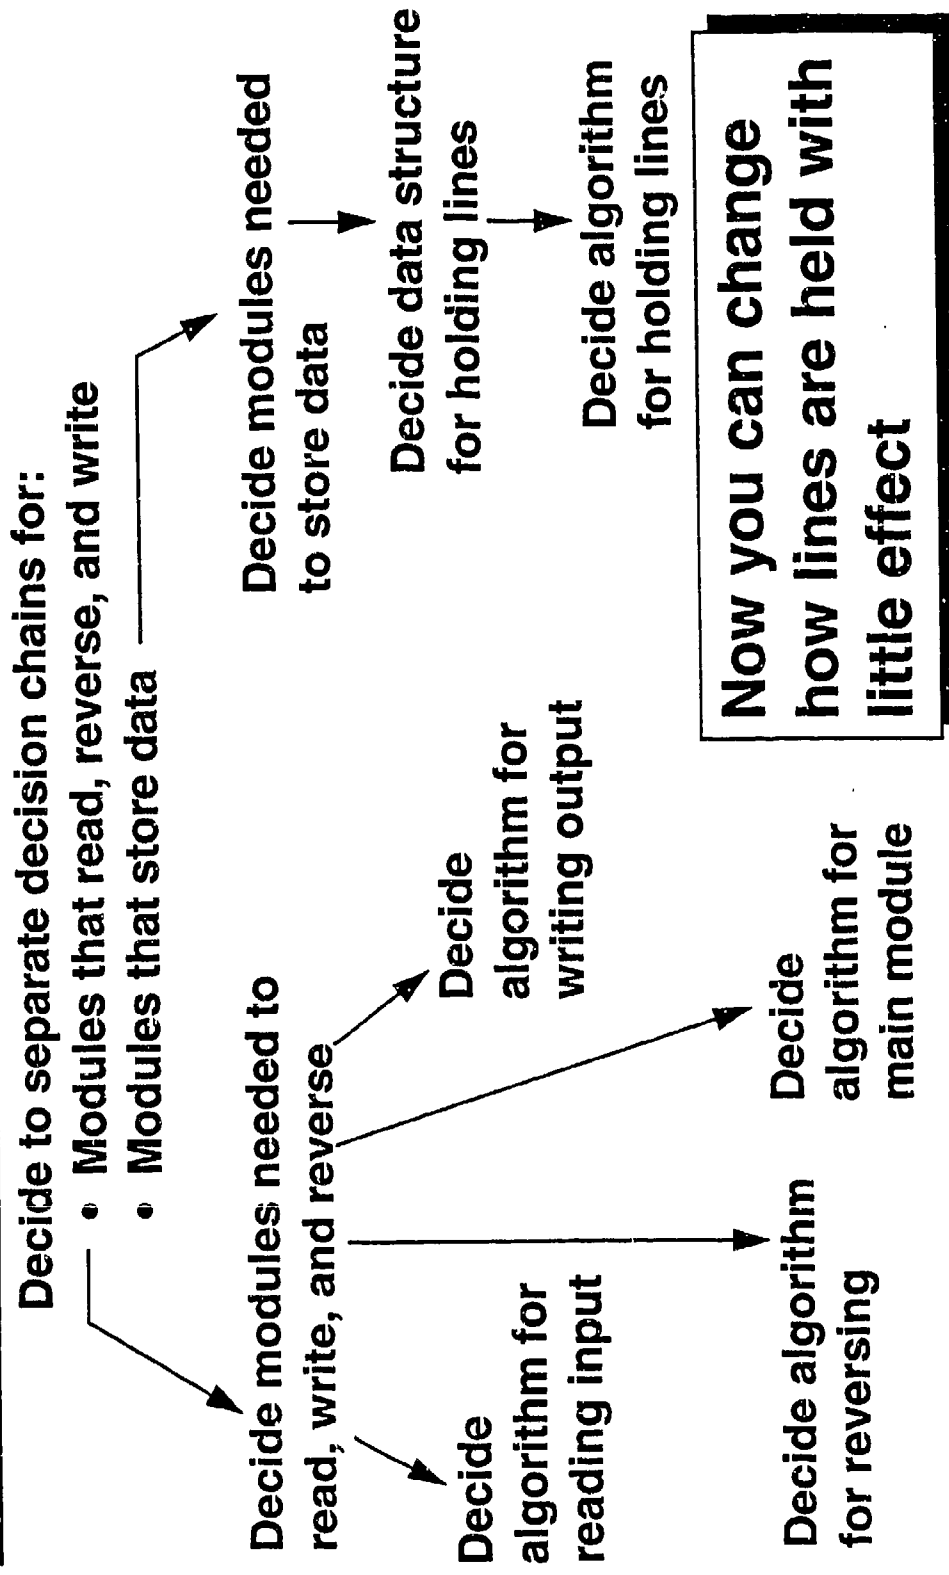 Decide to separate decision chains for:
• Modules that read, reverse, and write
• Modules that store data
Decide modules needed to
read, write, and reverse
Decide
algorithm for
reading input
Decide algorithm
for reversing
Decide
algorithm for
main module
Decide
algorithm for
writing output
Decide modules needed
to store data
Decide data structure
for holding lines
Decide algorithm
for holding lines
Now you can change
how lines are held with
little effect